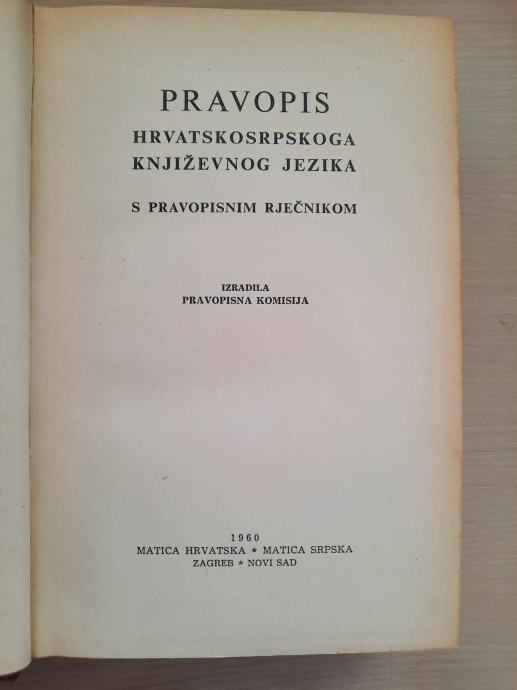 PRAVOPIS
HRVATSKOSRPSKOGA
KNJIŽEVNOG JEZIKA
S PRAVOPISNIM RJEČNIKOM
IZRADILA
PRAVOPISNA KOMISIJA
1960
MATICA HRVATSKA * MATICA SRPSKA
ZAGREB * NOVI SAD